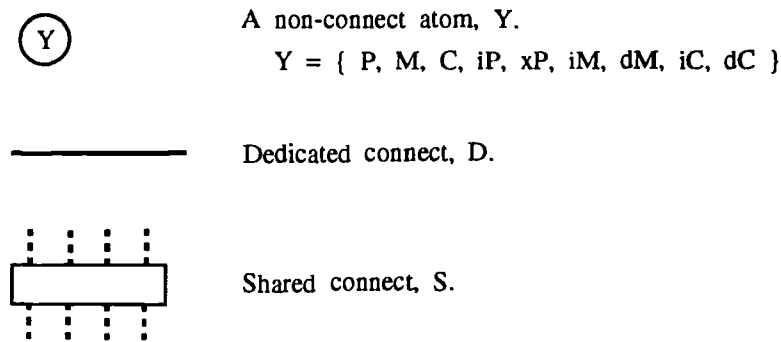 Y
A non-connect atom, Y.
Y = { P, M, C, iP, xP, iM, dM, iC, dC }
Dedicated connect, D.
Shared connect, S.